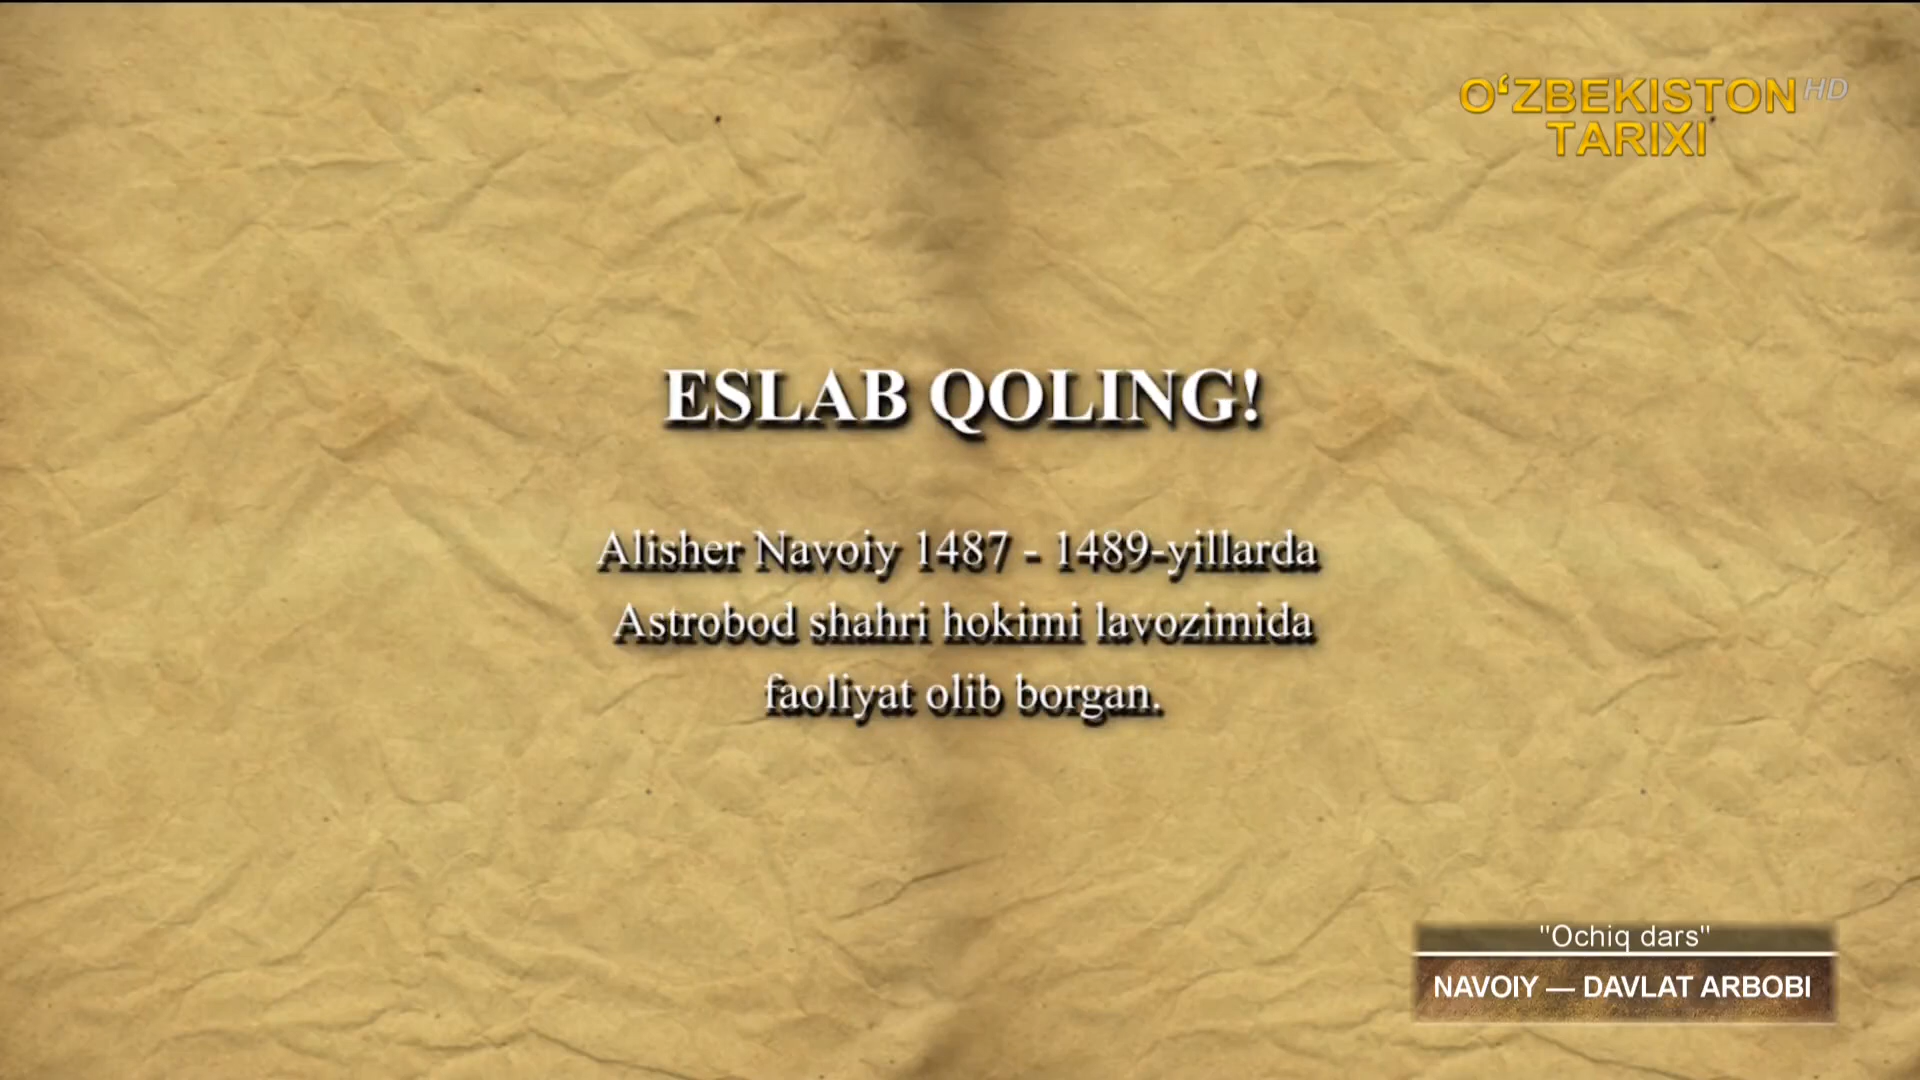 O‘ZBEKISTON HD
TARIXI
ESLAB QOLING!
Alisher Navoiy 1487 - 1489-yillarda
Astrobod shahri hokimi lavozimida
faoliyat olib borgan.
"Ochiq dars"
NAVOIY — DAVLAT ARBOBI